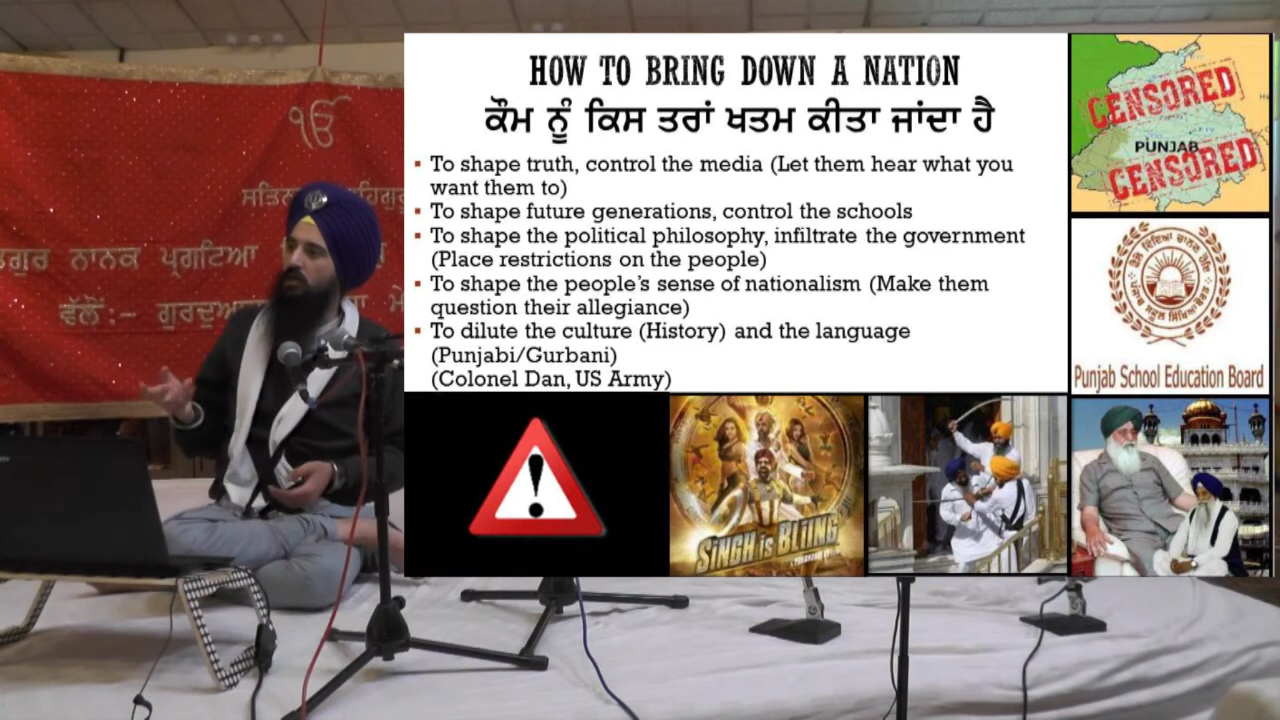 ੴ
ਨਾਨਕ ਪ੍ਰਗਟਿਆ
ਵੱਲੋਂ :-
HOW TO BRING DOWN A NATION
ਕੌਮ ਨੂੰ ਕਿਸ ਤਰਾਂ ਖਤਮ ਕੀਤਾ ਜਾਂਦਾ ਹੈ
▪ To shape truth, control the media (Let them hear what you
want them to)
▪ To shape future generations, control the schools
▪ To shape the political philosophy, infiltrate the government
(Place restrictions on the people)
▪ To shape the people's sense of nationalism (Make them
question their allegiance)
▪ To dilute the culture (History) and the language
(Punjabi/Gurbani)
(Colonel Dan, US Army)
CENSORED
PUNJAB
CENSORED
Punjab School Education Board
SINGH is BLIING